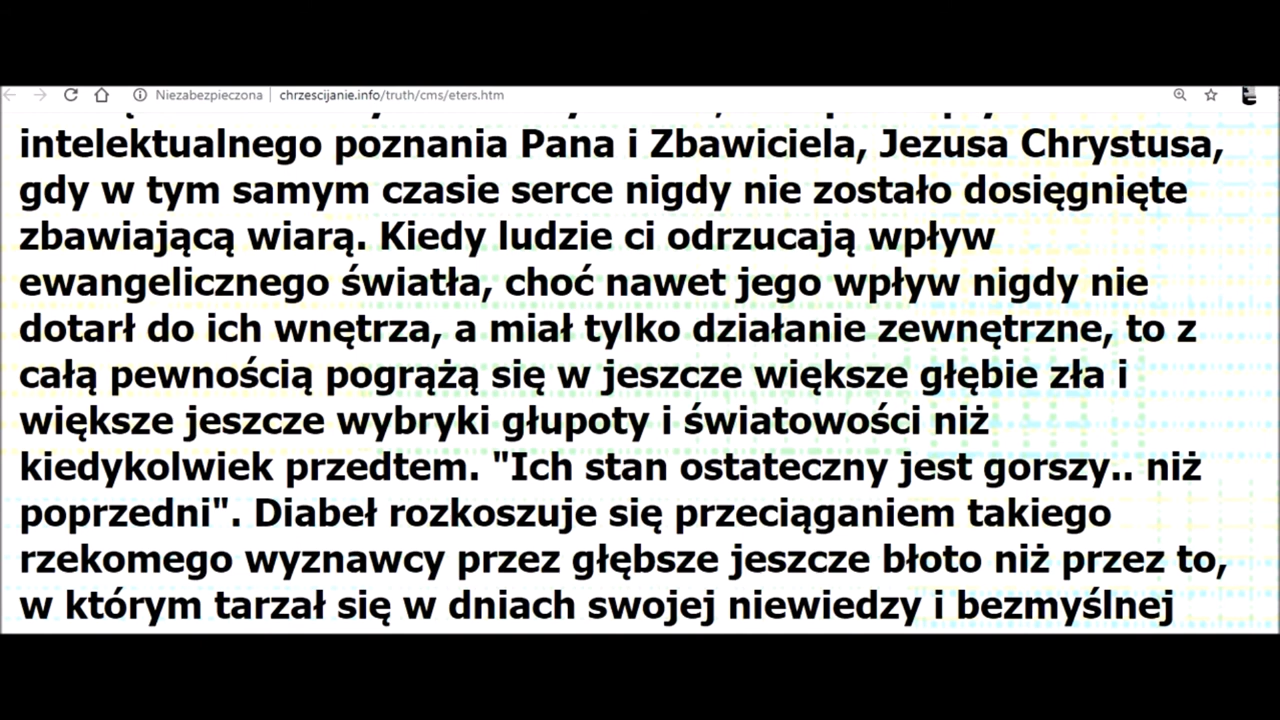 Niezabezpieczona chrzescijanie.info/truth/cms/eters.htm
intelektualnego poznania Pana i Zbawiciela, Jezusa Chrystusa,
gdy w tym samym czasie serce nigdy nie zostało dosięgnięte
zbawiającą wiarą. Kiedy ludzie ci odrzucają wpływ
ewangelicznego światła, choć nawet jego wpływ nigdy nie
dotarł do ich wnętrza, a miał tylko działanie zewnętrzne, to z
całą pewnością pogrążą się w jeszcze większe głębie zła i
większe jeszcze wybryki głupoty i światowości niż
kiedykolwiek przedtem. "Ich stan ostateczny jest gorszy.. niż
poprzedni". Diabeł rozkoszuje się przeciąganiem takiego
rzekomego wyznawcy przez głębsze jeszcze błoto niż przez to,
w którym tarzał się w dniach swojej niewiedzy i bezmyślnej